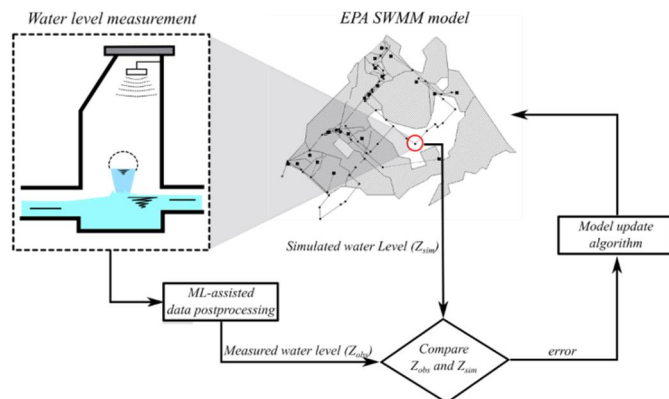 Water level measurement
EPA SWMM model
Simulated water Level (Zsim)
Model update
algorithm
ML-assisted
data postprocessing
Measured water level (Zobs)
Compare
Zobs and Zsim
error